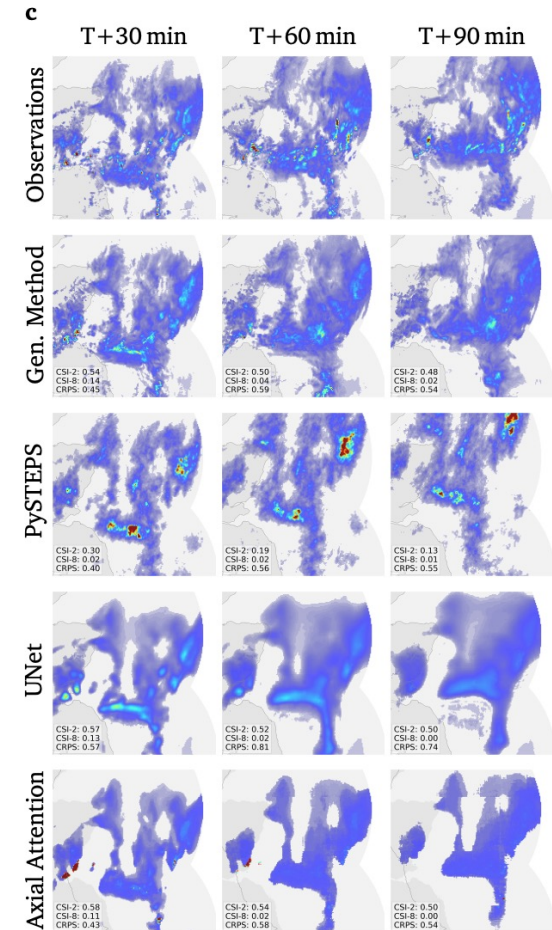 c
T+30 min T+60 min T+90 min
Observations
Gen. Method
CSI-2: 0.54
CSI-8: 0.14
CRPS: 0.45
CSI-2: 0.50
CSI-8: 0.04
CRPS: 0.59
CSI-2: 0.48
CSI-8: 0.02
CRPS: 0.54
PySTEPS
CSI-2: 0.30
CSI-8: 0.02
CRPS: 0.40
CSI-2: 0.19
CSI-8: 0.02
CRPS: 0.56
CSI-2: 0.13
CSI-8: 0.01
CRPS: 0.55
UNet
CSI-2: 0.57
CSI-8: 0.13
CRPS: 0.57
CSI-2: 0.52
CSI-8: 0.02
CRPS: 0.81
CSI-2: 0.50
CSI-8: 0.00
CRPS: 0.74
Axial Attention
CSI-2: 0.58
CSI-8: 0.11
CRPS: 0.43
CSI-2: 0.54
CSI-8: 0.02
CRPS: 0.58
CSI-2: 0.50
CSI-8: 0.00
CRPS: 0.54